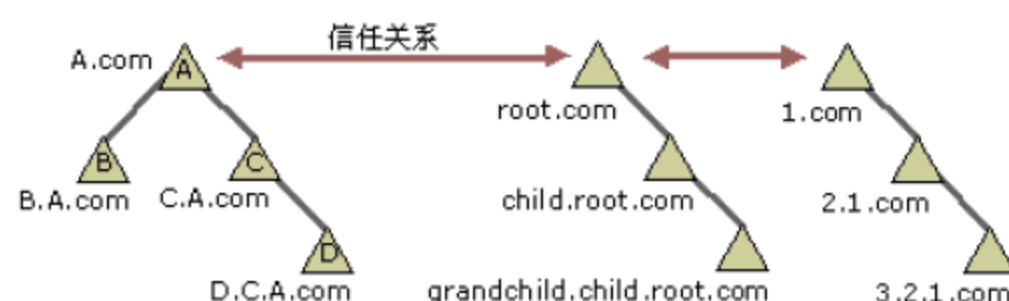 信任关系
A.com
A
root.com
1.com
B
C
B.A.com
C.A.com
child.root.com
2.1.com
D
D.C.A.com
grandchild.child.root.com
3.2.1.com